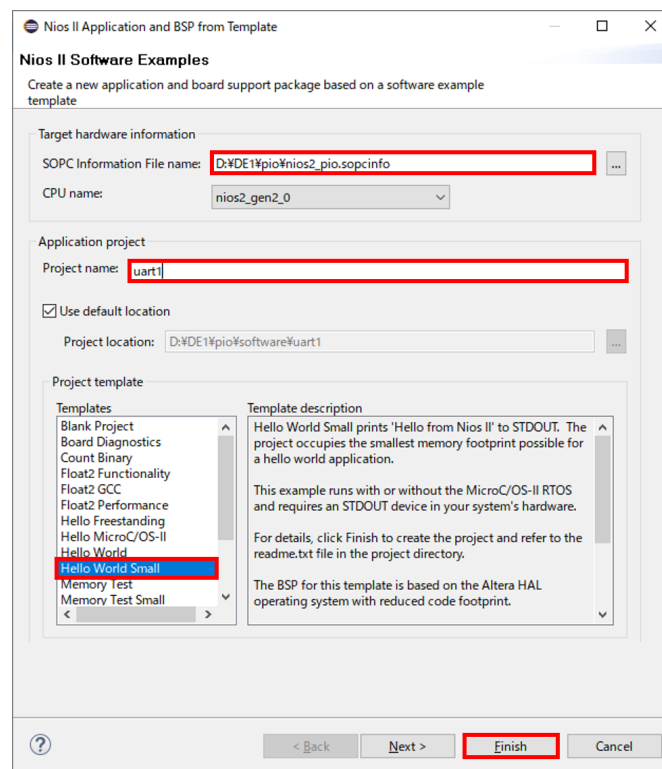 Nios II Application and BSP from Template
Nios II Software Examples
Create a new application and board support package based on a software example
template
Target hardware information
SOPC Information File name:
D:¥DE1¥pio¥nios2_pio.sopcinfo
...
CPU name:
nios2_gen2_0
Application project
Project name:
uart1
Use default location
Project location:
D:¥DE1¥pio¥software¥uart1
...
Project template
Templates
Blank Project
Board Diagnostics
Count Binary
Float2 Functionality
Float2 GCC
Float2 Performance
Hello Freestanding
Hello MicroC/OS-II
Hello World
Hello World Small
Memory Test
Memory Test Small
Template description
Hello World Small prints 'Hello from Nios II' to STDOUT. The
project occupies the smallest memory footprint possible for
a hello world application.
This example runs with or without the MicroC/OS-II RTOS
and requires an STDOUT device in your system's hardware.
For details, click Finish to create the project and refer to the
readme.txt file in the project directory.
The BSP for this template is based on the Altera HAL
operating system with reduced code footprint.
?
< Back
Next >
Finish
Cancel